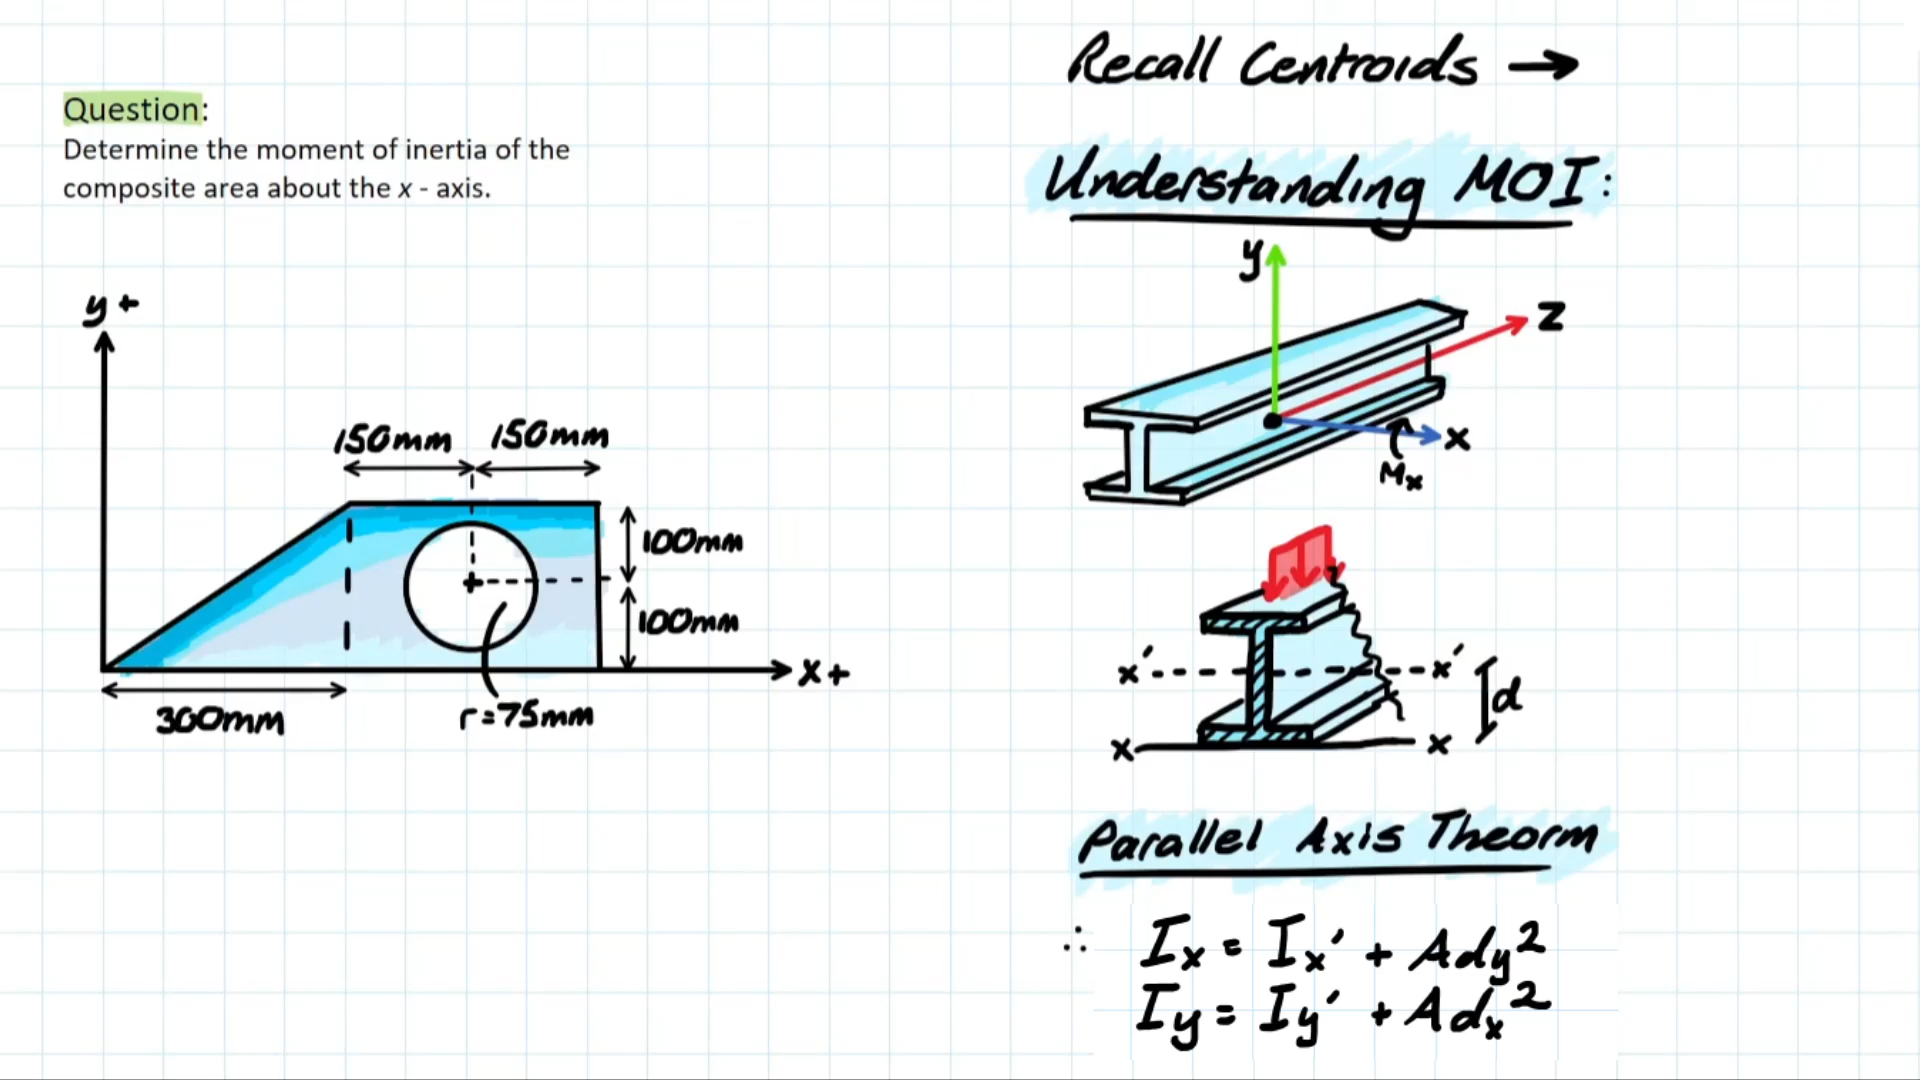 Question:
Determine the moment of inertia of the
composite area about the x - axis.
y +
150mm 150mm
100mm
100mm
x +
300mm
r = 75mm
Recall Centroids →
Understanding MOI:
y
z
x
Mx
x' x'
d
x x
Parallel Axis Theorm
∴ Ix = Ix' + Ady²
Iy = Iy' + Adx²